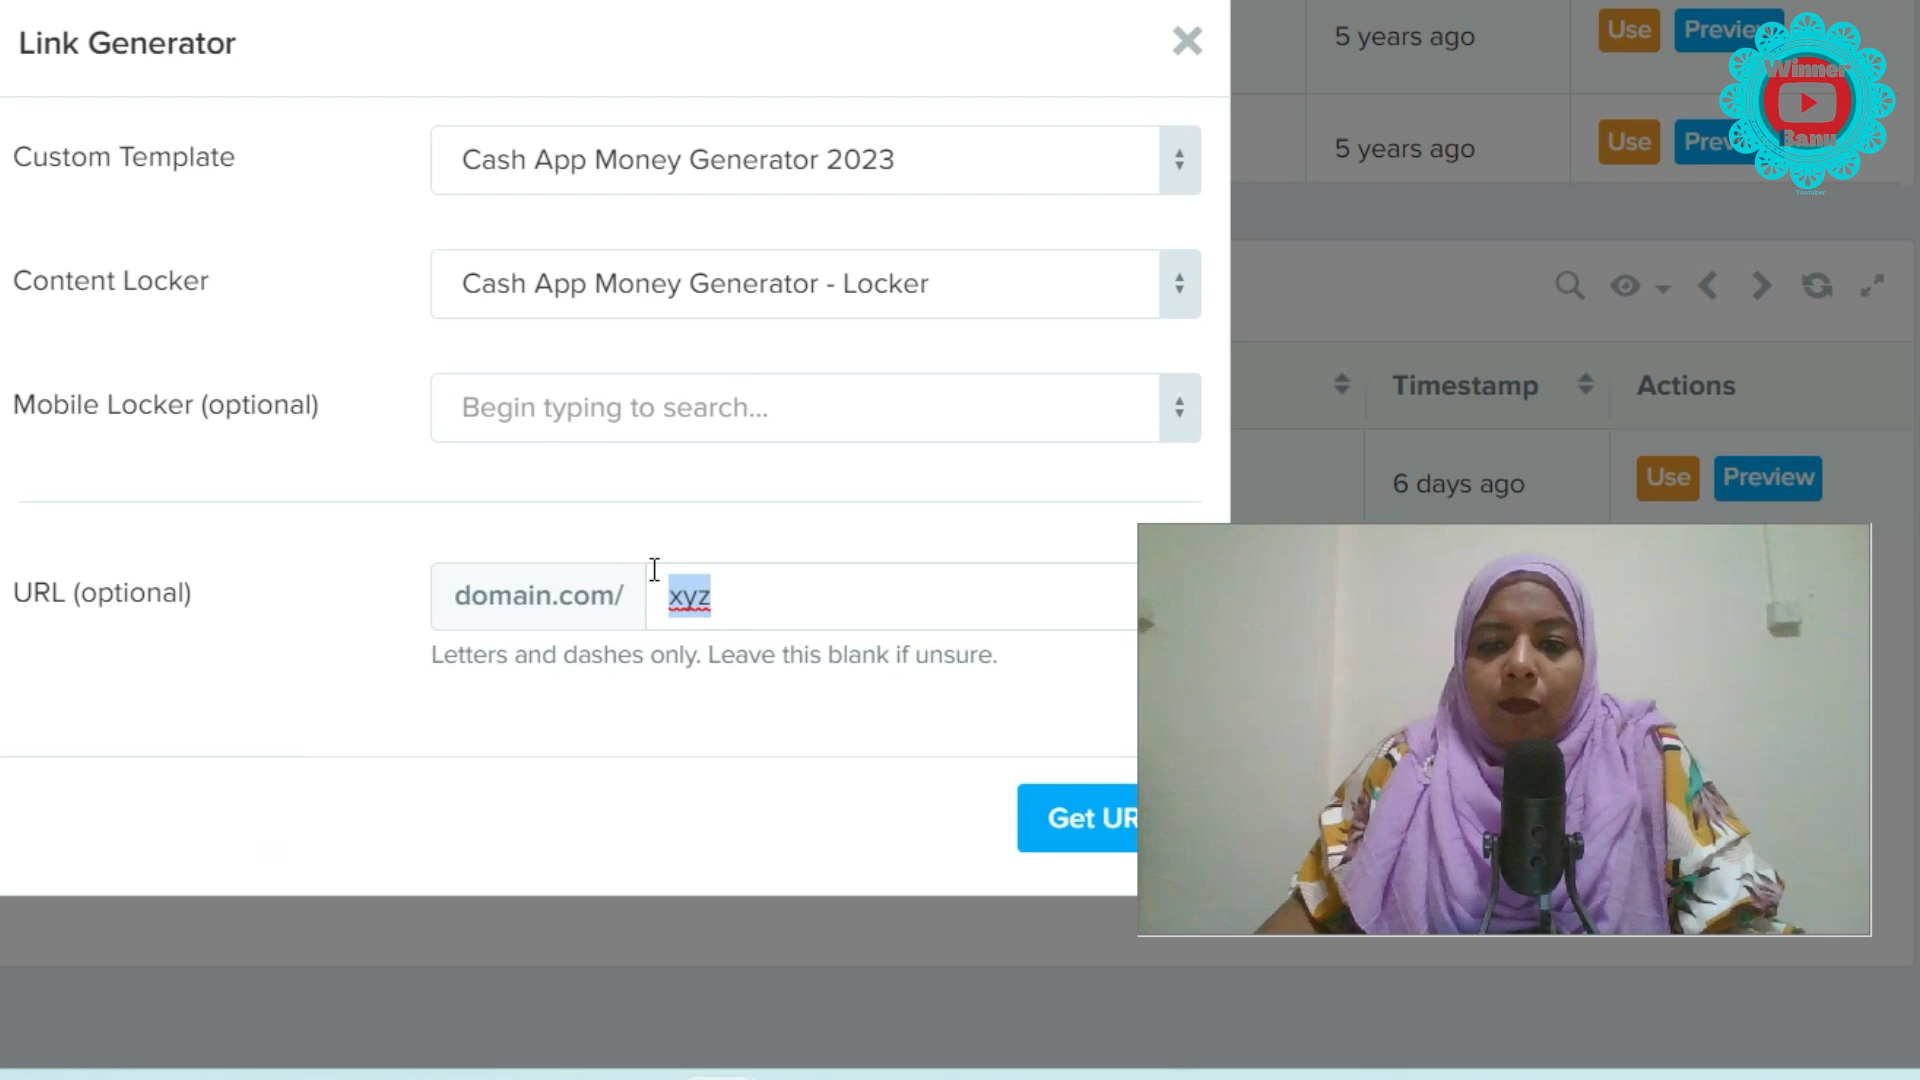 Link Generator
5 years ago
Use
Preview
Winner
Banu
Youtuber
Custom Template
Cash App Money Generator 2023
5 years ago
Use
Content Locker
Cash App Money Generator - Locker
Mobile Locker (optional)
Begin typing to search...
Timestamp
Actions
6 days ago
Use
Preview
URL (optional)
domain.com/
xyz
Letters and dashes only. Leave this blank if unsure.
Get UR